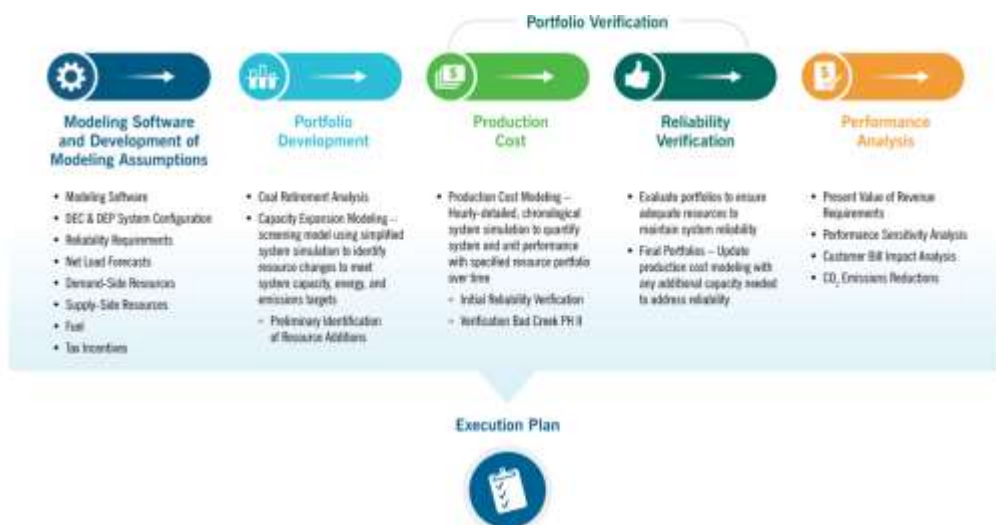 Portfolio Verification
Modeling Software
and Development of
Modeling Assumptions
• Modeling Software
• DEC & DEP System Configuration
• Reliability Requirements
• Net Load Forecasts
• Demand-Side Resources
• Supply-Side Resources
• Fuel
• Tax Incentives
Portfolio
Development
• Coal Retirement Analysis
• Capacity Expansion Modeling –
screening model using simplified
system simulation to identify
resource changes to meet
system capacity, energy, and
emissions targets
◦ Preliminary Identification
of Resource Additions
Production
Cost
• Production Cost Modeling –
Hourly-detailed, chronological
system simulation to quantify
system and unit performance
with specified resource portfolio
over time
◦ Initial Reliability Verification
◦ Verification Bad Creek PH II
Reliability
Verification
• Evaluate portfolios to ensure
adequate resources to
maintain system reliability
• Final Portfolios – Update
production cost modeling with
any additional capacity needed
to address reliability
Performance
Analysis
• Present Value of Revenue
Requirements
• Performance Sensitivity Analysis
• Customer Bill Impact Analysis
• CO₂ Emissions Reductions
Execution Plan